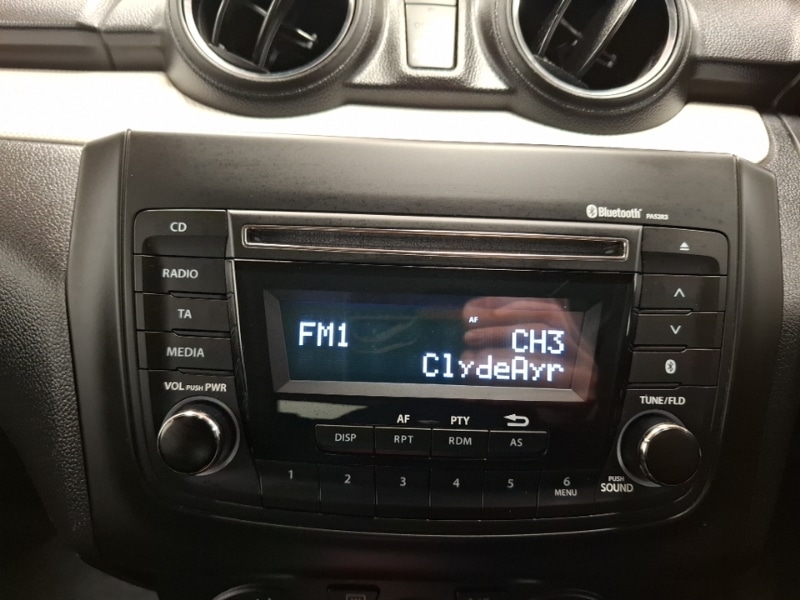 Bluetooth PA52R3
CD
RADIO
TA
MEDIA
VOL PUSH PWR
AF
FM1 CH3
ClydeAyr
TUNE/FLD
AF PTY
DISP RPT RDM AS
1 2 3 4 5 6
MENU
PUSH
SOUND